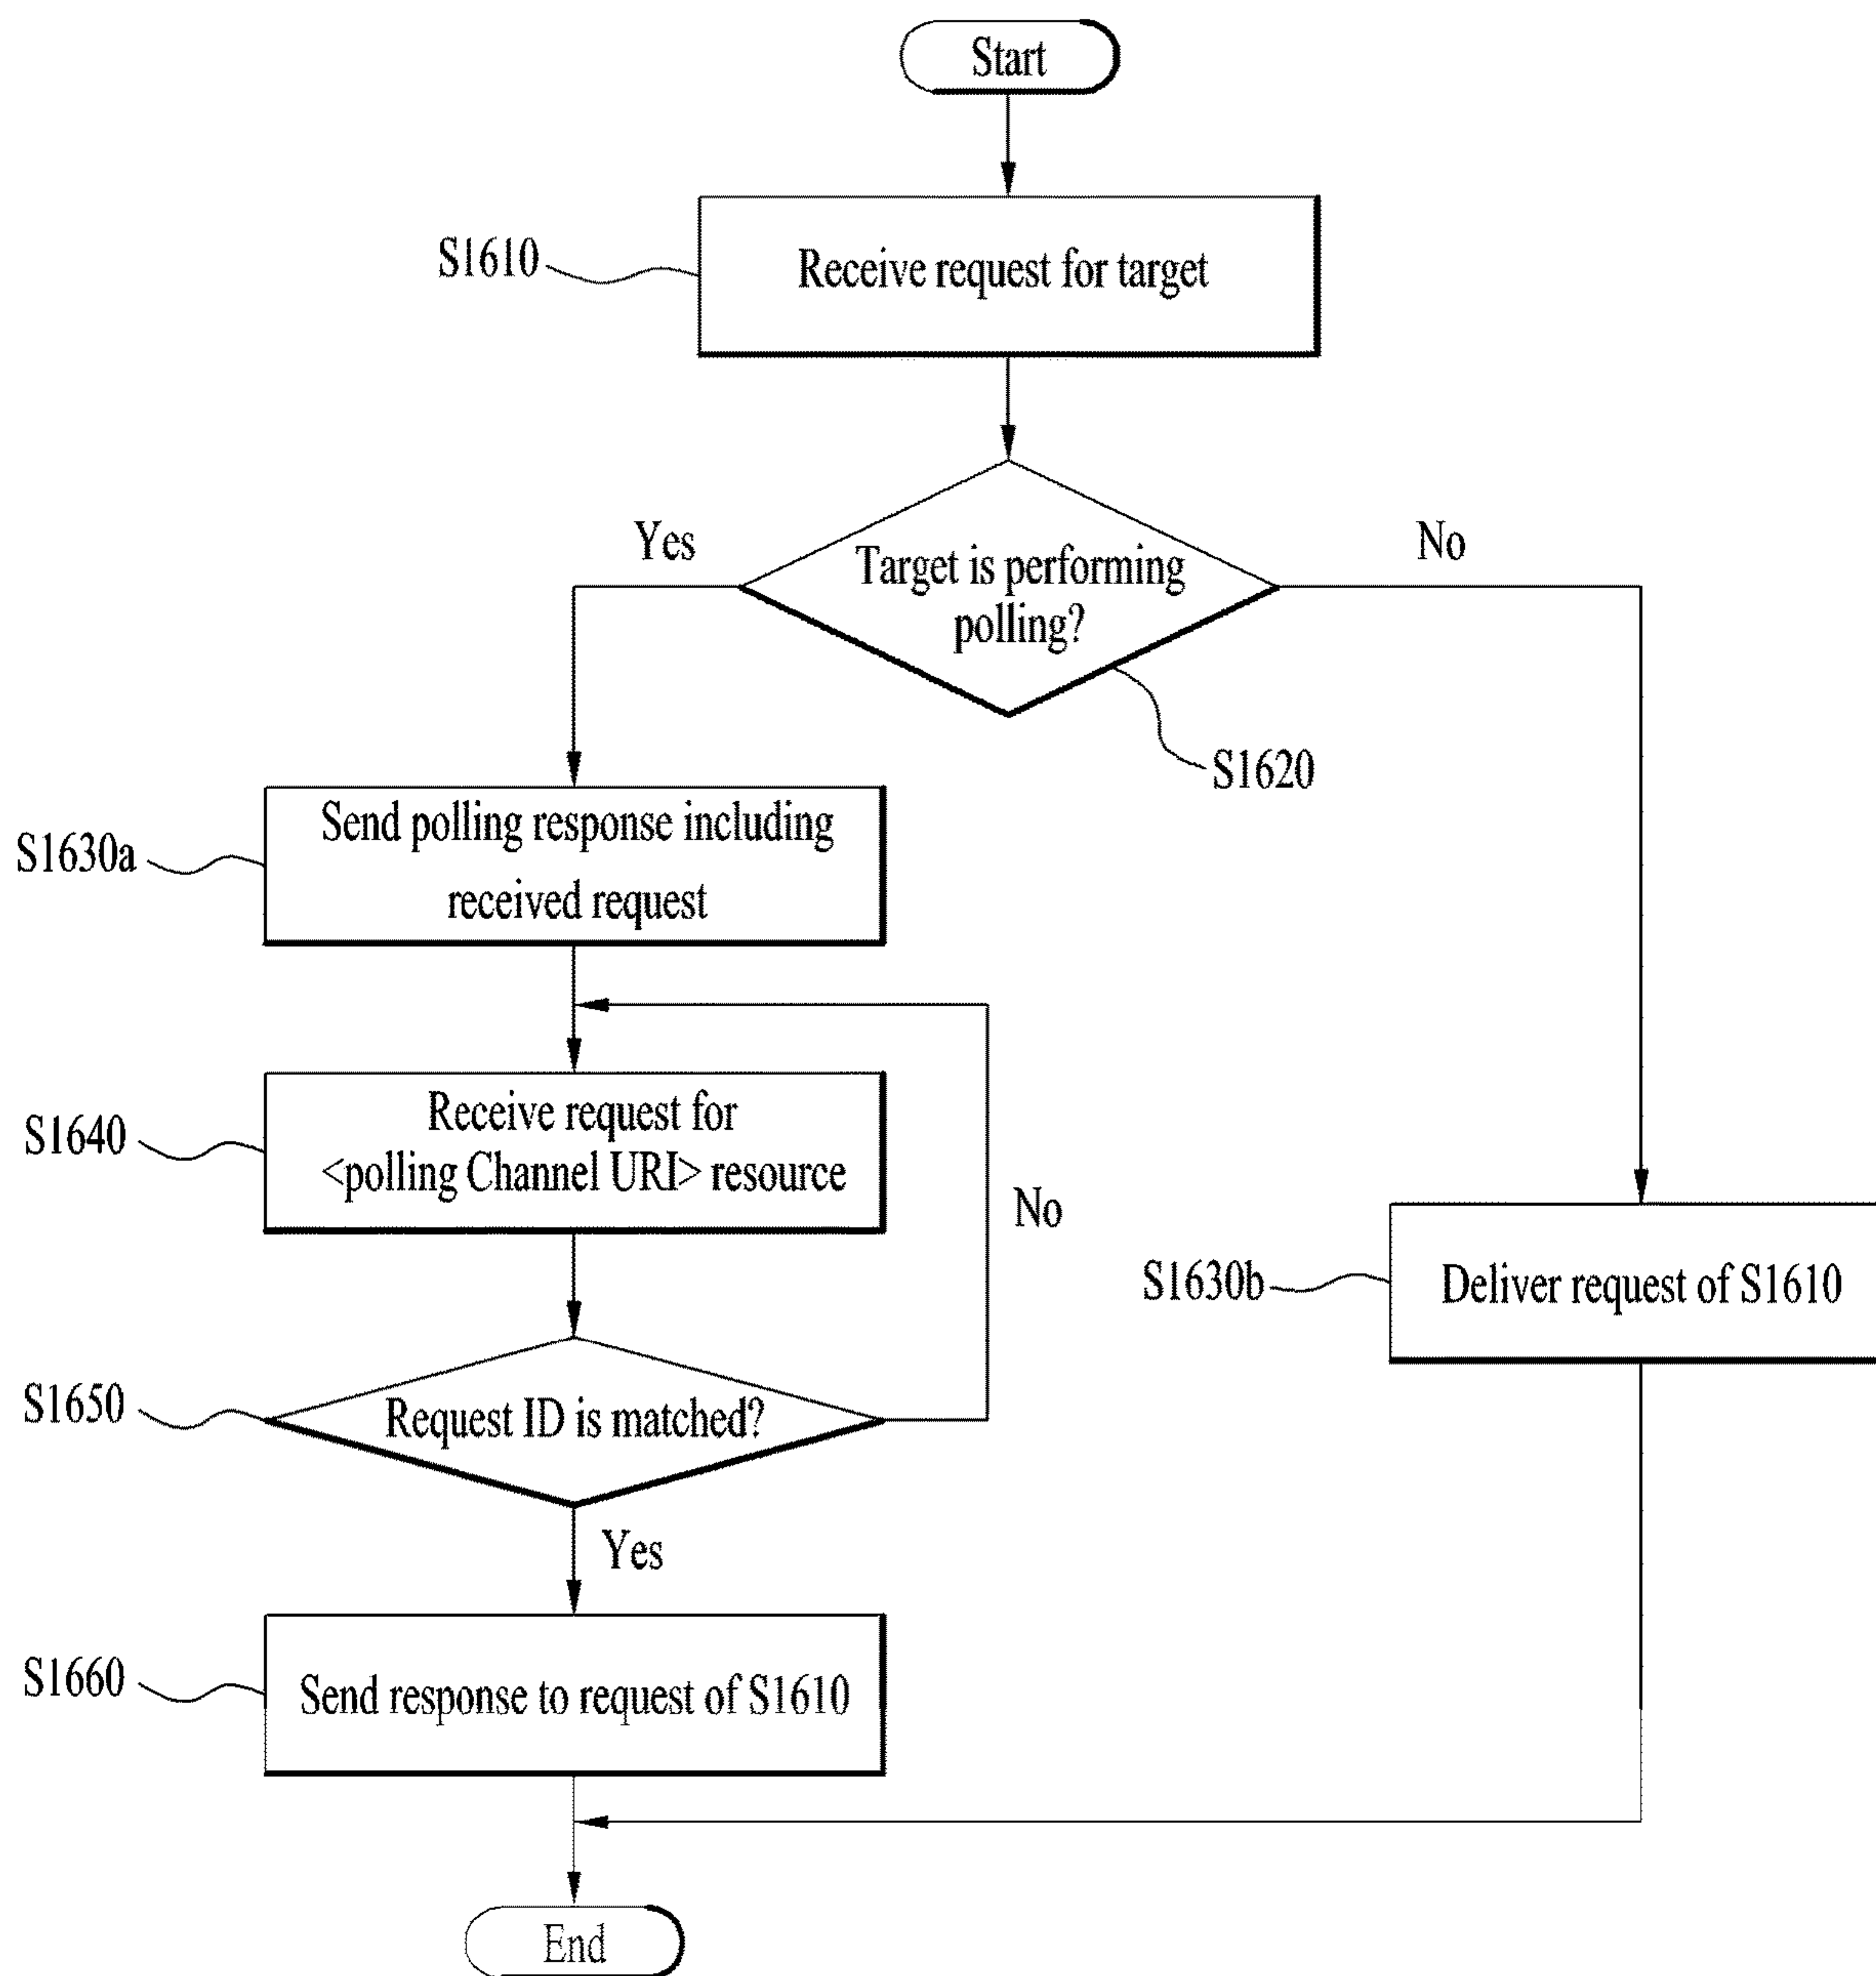 Start
S1610
Receive request for target
Yes
No
Target is performing
polling?
S1620
S1630a
Send polling response including
received request
S1640
Receive request for
<polling Channel URI> resource
No
S1630b
Deliver request of S1610
S1650
Request ID is matched?
Yes
S1660
Send response to request of S1610
End